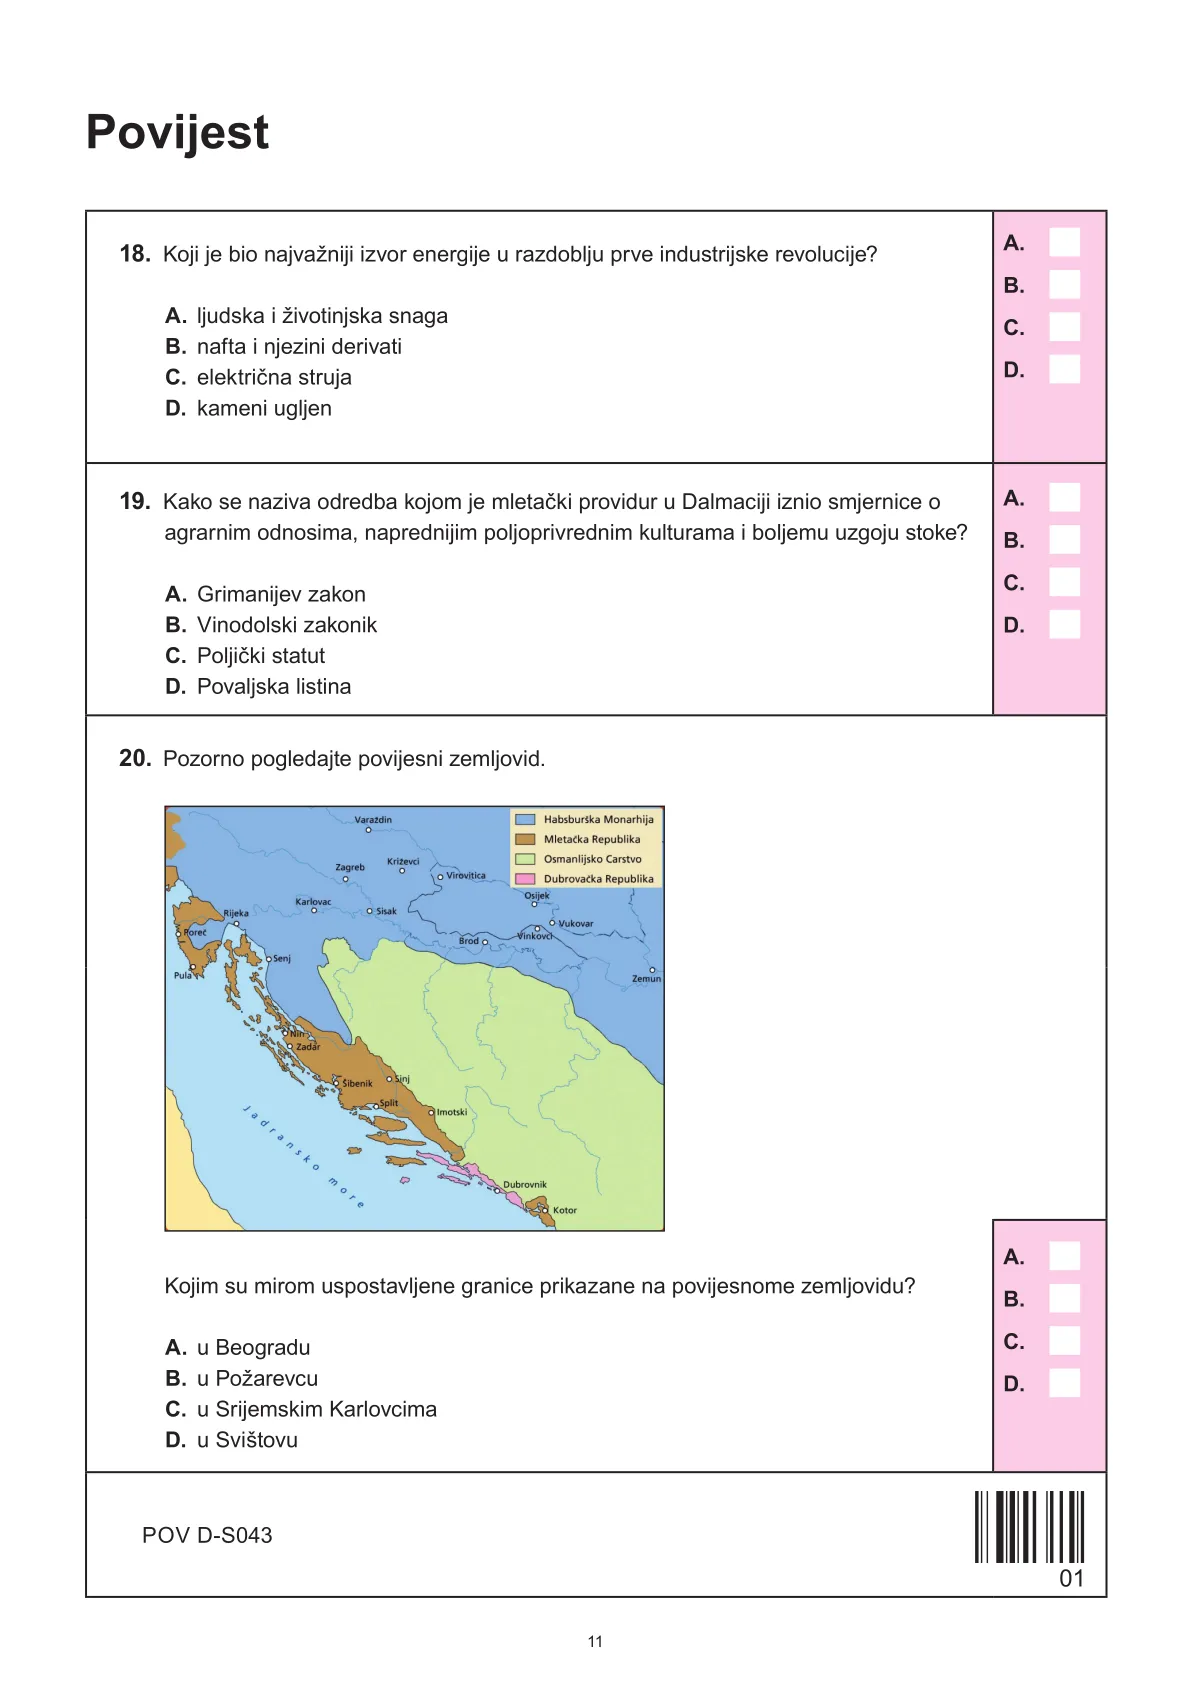 Povijest
18. Koji je bio najvažniji izvor energije u razdoblju prve industrijske revolucije?
A. ljudska i životinjska snaga
B. nafta i njezini derivati
C. električna struja
D. kameni ugljen
A.
B.
C.
D.
19. Kako se naziva odredba kojom je mletački providur u Dalmaciji iznio smjernice o
agrarnim odnosima, naprednijim poljoprivrednim kulturama i boljemu uzgoju stoke?
A. Grimanijev zakon
B. Vinodolski zakonik
C. Poljički statut
D. Povaljska listina
A.
B.
C.
D.
20. Pozorno pogledajte povijesni zemljovid.
Habsburška Monarhija
Mletačka Republika
Osmanlijsko Carstvo
Dubrovačka Republika
Varaždin
Zagreb
Križevci
Virovitica
Osijek
Karlovac
Sisak
Rijeka
Vukovar
Vinkovci
Brod
Poreč
Senj
Pula
Zemun
Nin
Zadar
Šibenik
Sinj
Split
Imotski
Jadransko more
Dubrovnik
Kotor
Kojim su mirom uspostavljene granice prikazane na povijesnome zemljovidu?
A. u Beogradu
B. u Požarevcu
C. u Srijemskim Karlovcima
D. u Svištovu
A.
B.
C.
D.
POV D-S043
01
11